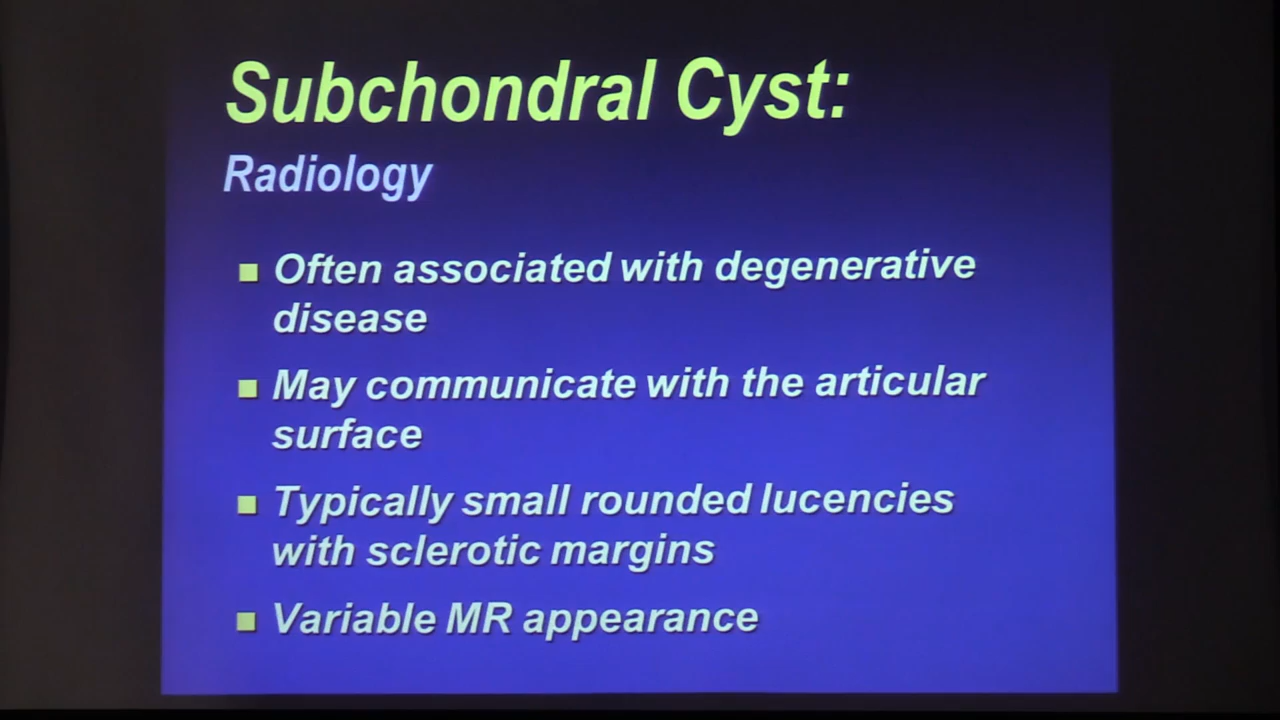 Subchondral Cyst:
Radiology
Often associated with degenerative
disease
May communicate with the articular
surface
Typically small rounded lucencies
with sclerotic margins
Variable MR appearance